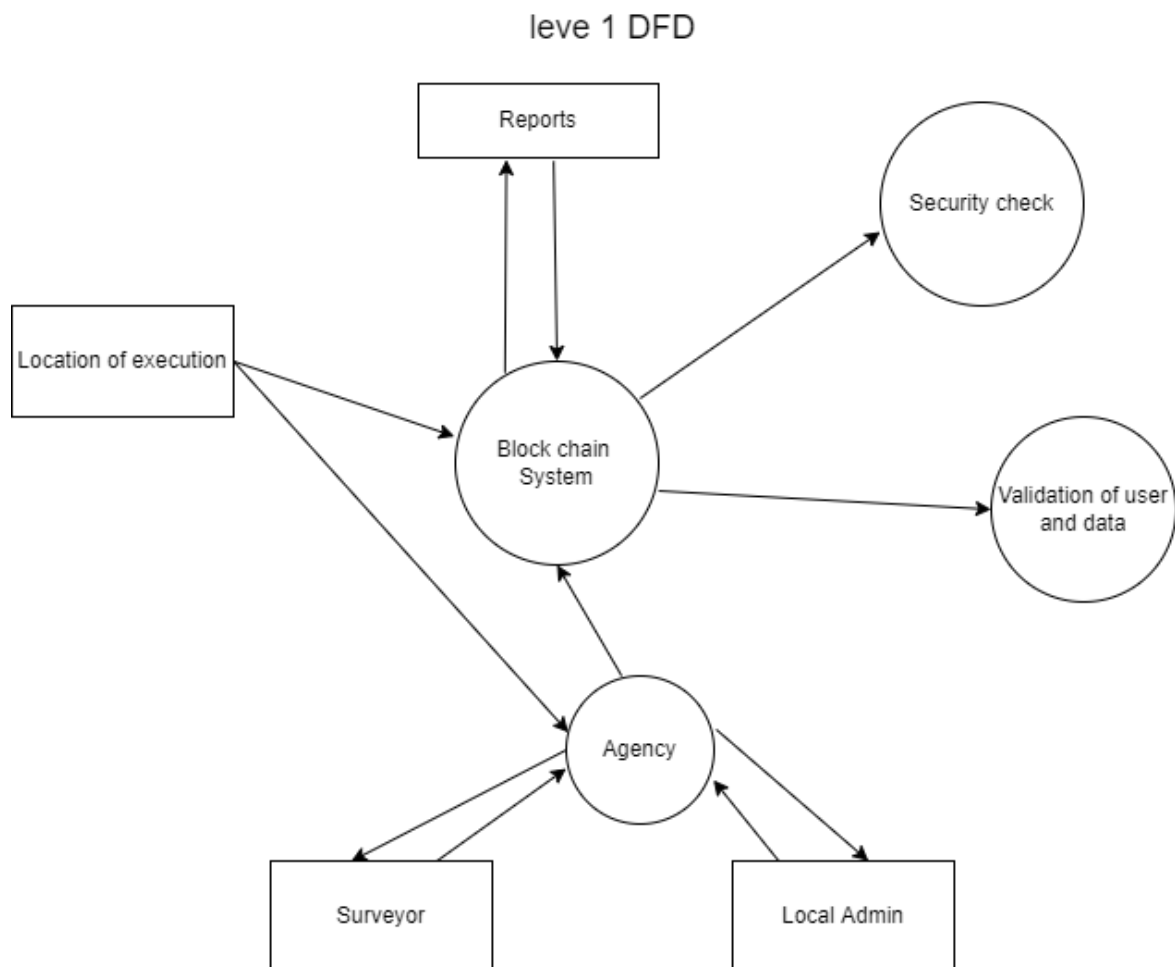 leve 1 DFD
Reports
Security check
Location of execution
Block chain
System
Validation of user
and data
Agency
Surveyor
Local Admin